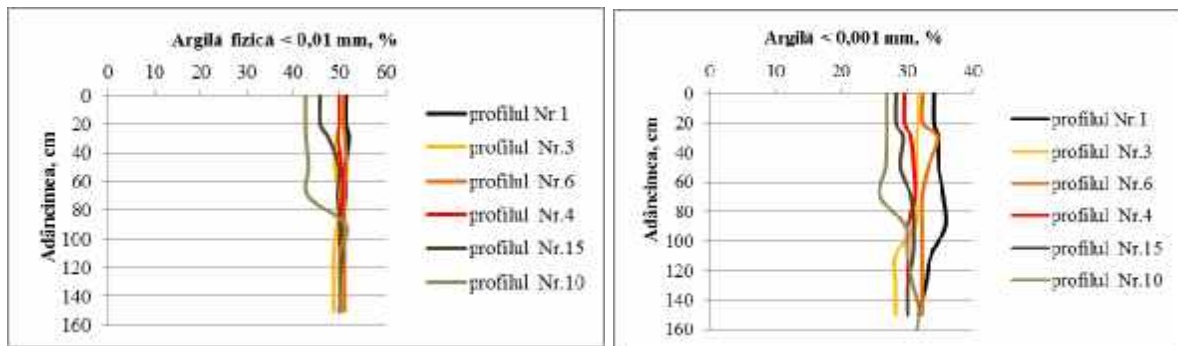 Argilă fizică < 0,01 mm, %
0 10 20 30 40 50 60
0
20
40
60
80
100
120
140
160
Adâncimea, cm
profilul Nr.1
profilul Nr.3
profilul Nr.6
profilul Nr.4
profilul Nr.15
profilul Nr.10
Argilă < 0,001 mm, %
0 10 20 30 40
0
20
40
60
80
100
120
140
160
Adâncimea, cm
profilul Nr.1
profilul Nr.3
profilul Nr.6
profilul Nr.4
profilul Nr.15
profilul Nr.10